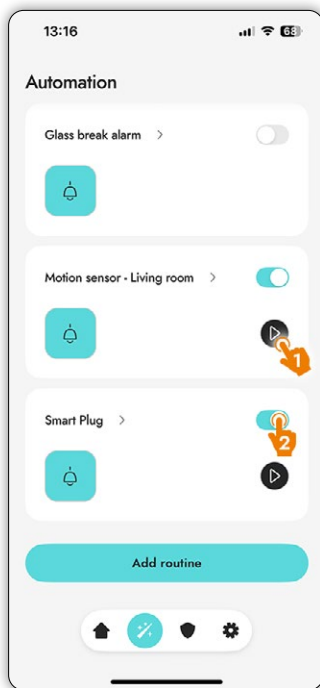 13:16
68
Automation
Glass break alarm >
Motion sensor - Living room >
1
Smart Plug >
2
Add routine